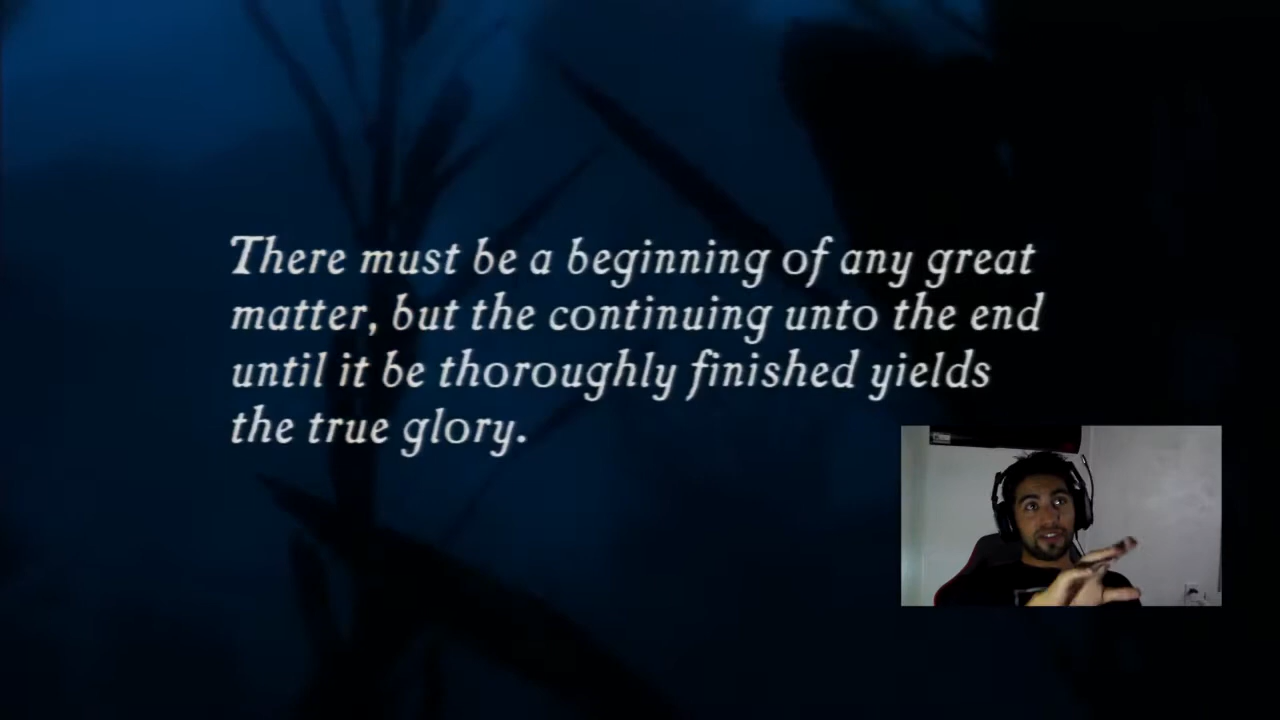 There must be a beginning of any great
matter, but the continuing unto the end
until it be thoroughly finished yields
the true glory.